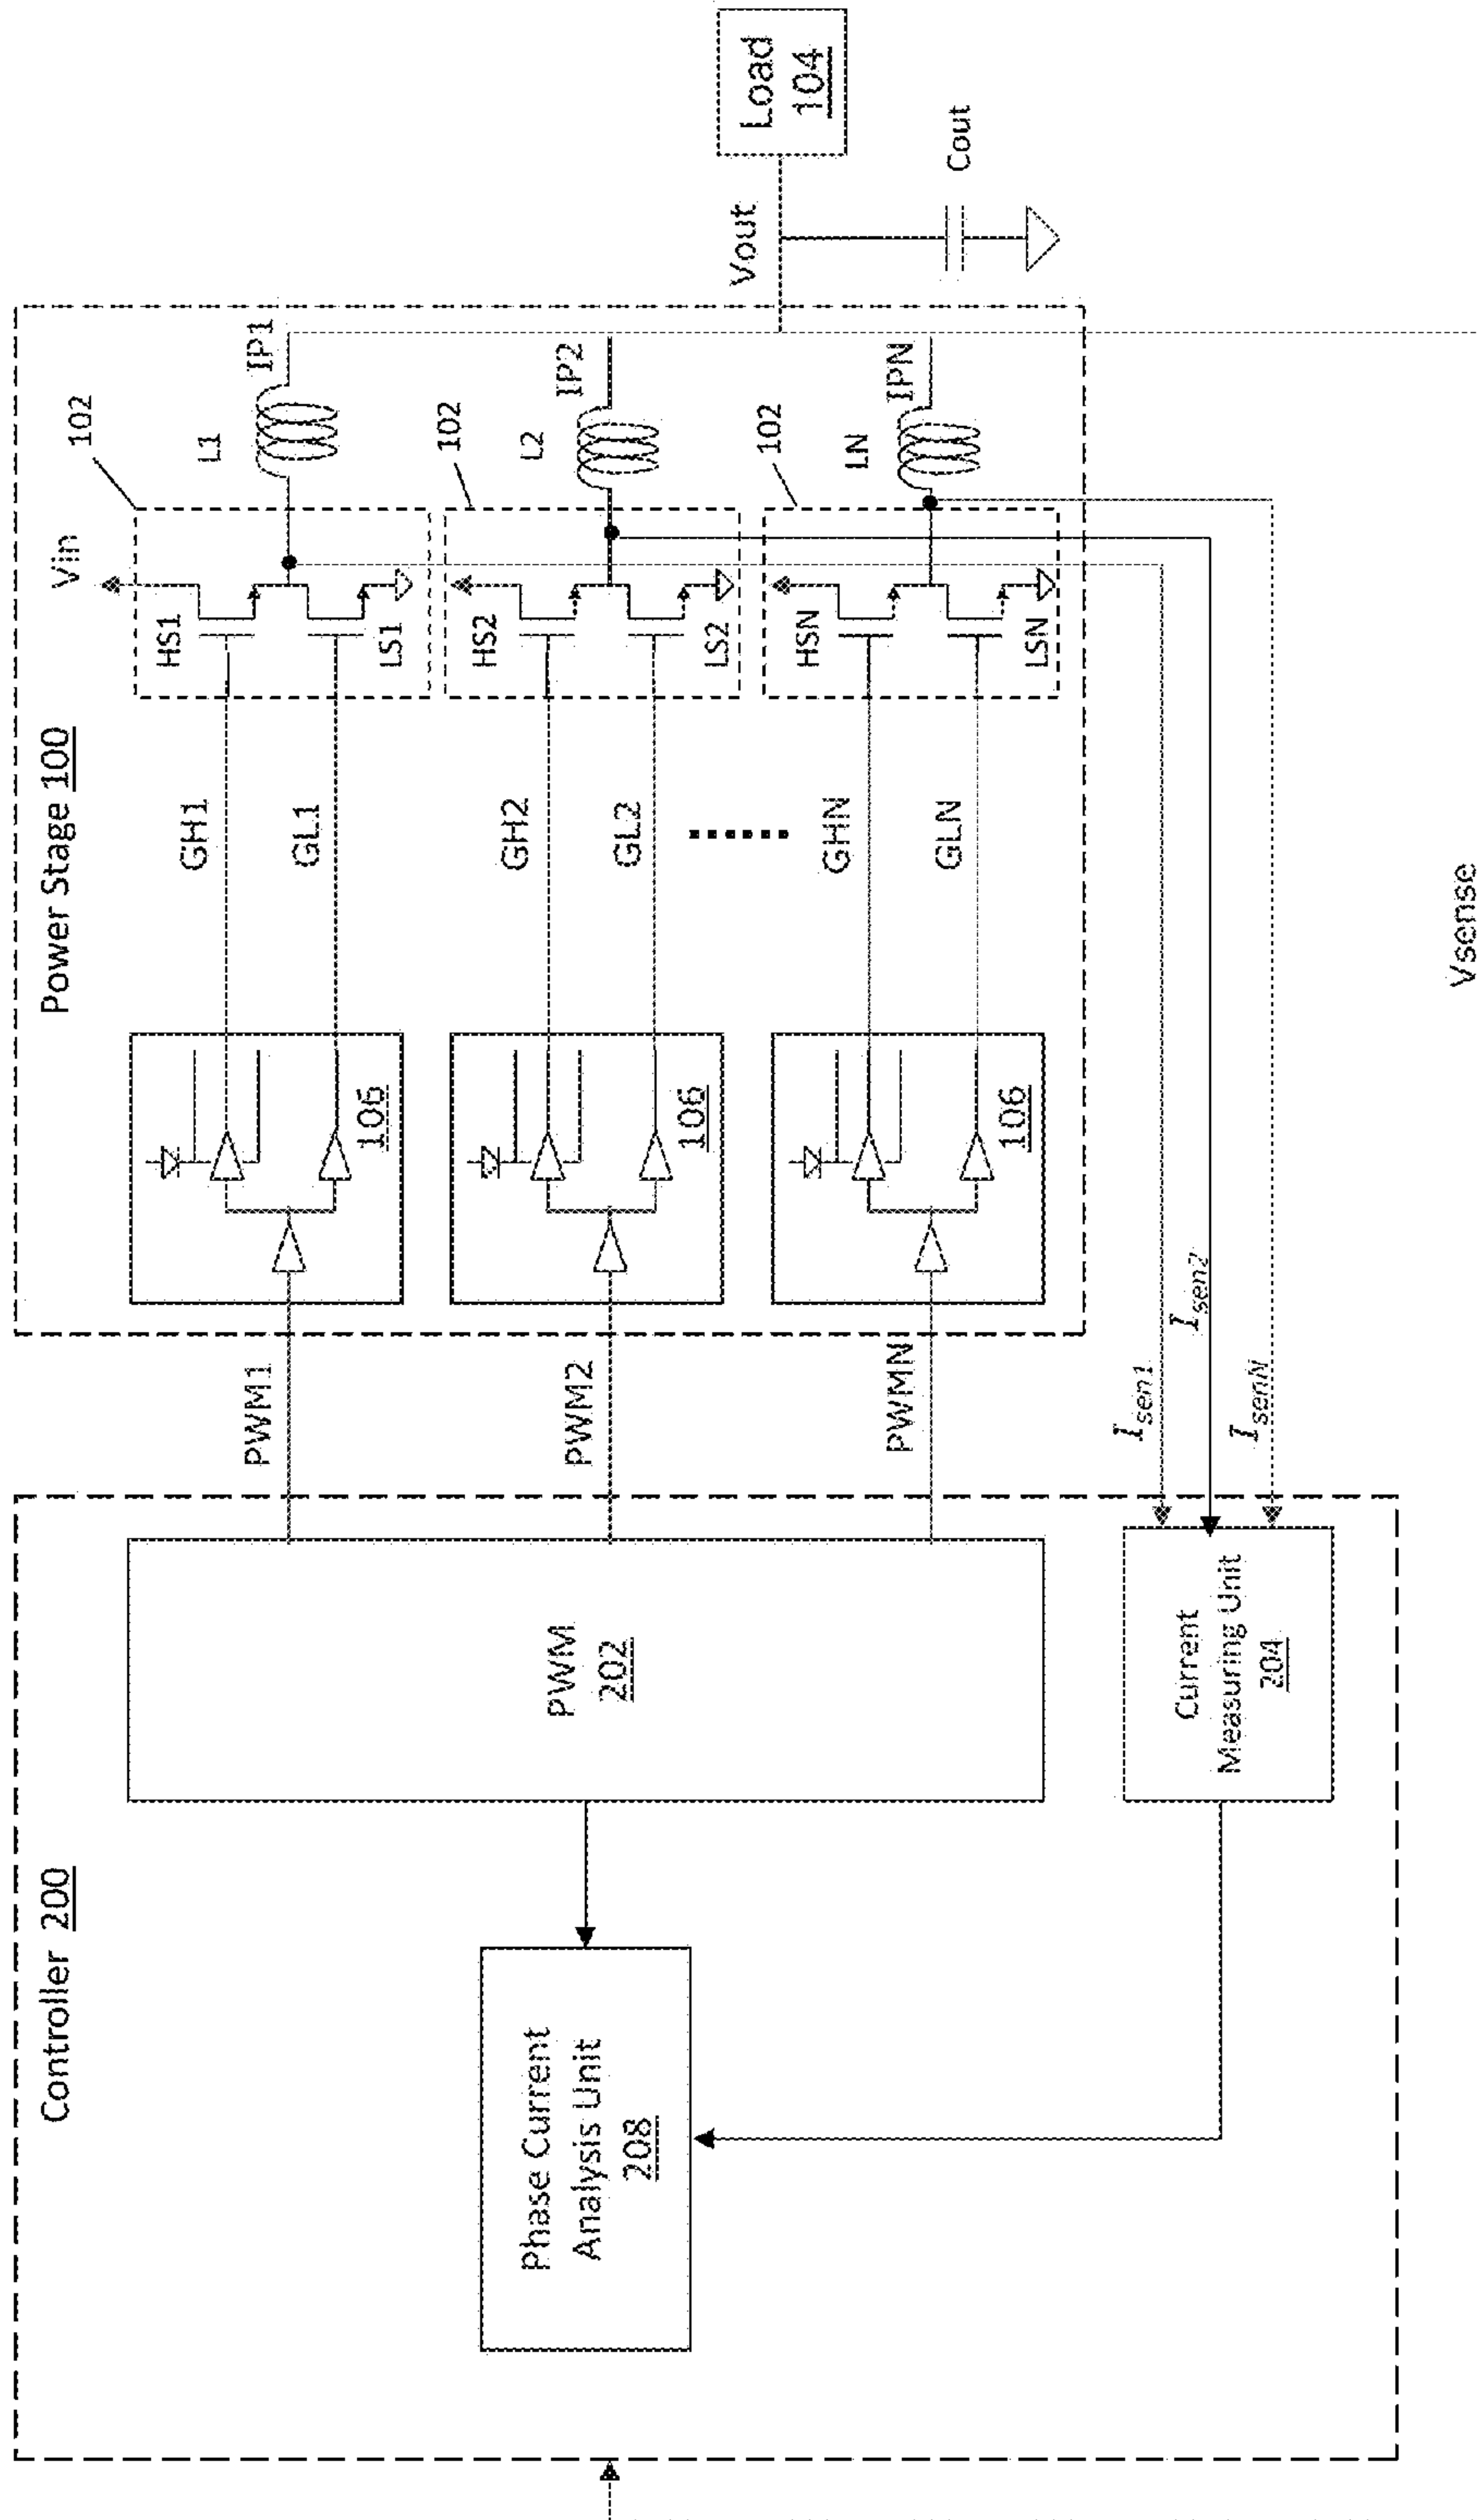 Controller 200
Phase Current
Analysis Unit
208
PWM
202
Current
Measuring Unit
204
PWM1
PWM2
PWMN
Isen1
Isen2
IsenN
Power Stage 100
106
106
106
GH1
GL1
GH2
GL2
GHN
GLN
Vin
102
HS1
LS1
L1
IP1
102
HS2
LS2
L2
IP2
102
HSN
LSN
LN
IPN
Vout
Load
104
Cout
Vsense